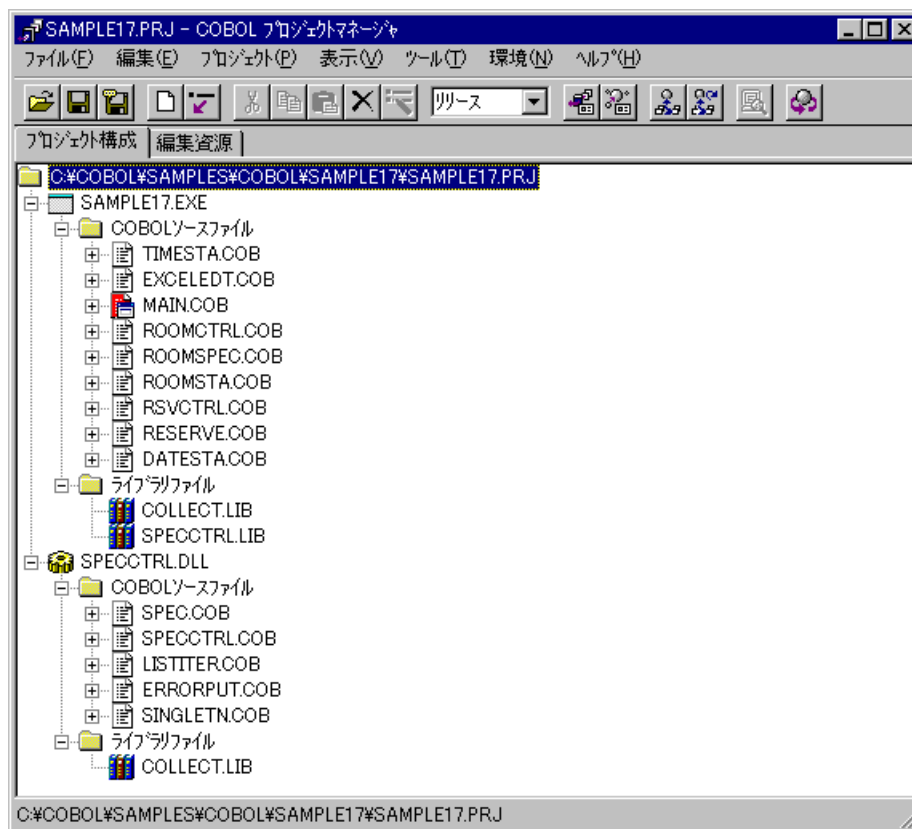 SAMPLE17.PRJ - COBOL ﾌﾟﾛｼﾞｪｸﾄﾏﾈｰｼﾞｬ
ﾌｧｲﾙ(F) 編集(E) ﾌﾟﾛｼﾞｪｸﾄ(P) 表示(V) ﾂｰﾙ(T) 環境(N) ﾍﾙﾌﾟ(H)
ﾘﾘｰｽ
ﾌﾟﾛｼﾞｪｸﾄ構成 編集資源
C:¥COBOL¥SAMPLES¥COBOL¥SAMPLE17¥SAMPLE17.PRJ
SAMPLE17.EXE
COBOLｿｰｽﾌｧｲﾙ
TIMESTA.COB
EXCELEDT.COB
MAIN.COB
ROOMCTRL.COB
ROOMSPEC.COB
ROOMSTA.COB
RSVCTRL.COB
RESERVE.COB
DATESTA.COB
ﾗｲﾌﾞﾗﾘﾌｧｲﾙ
COLLECT.LIB
SPECCTRL.LIB
SPECCTRL.DLL
COBOLｿｰｽﾌｧｲﾙ
SPEC.COB
SPECCTRL.COB
LISTITER.COB
ERRORPUT.COB
SINGLETN.COB
ﾗｲﾌﾞﾗﾘﾌｧｲﾙ
COLLECT.LIB
C:¥COBOL¥SAMPLES¥COBOL¥SAMPLE17¥SAMPLE17.PRJ